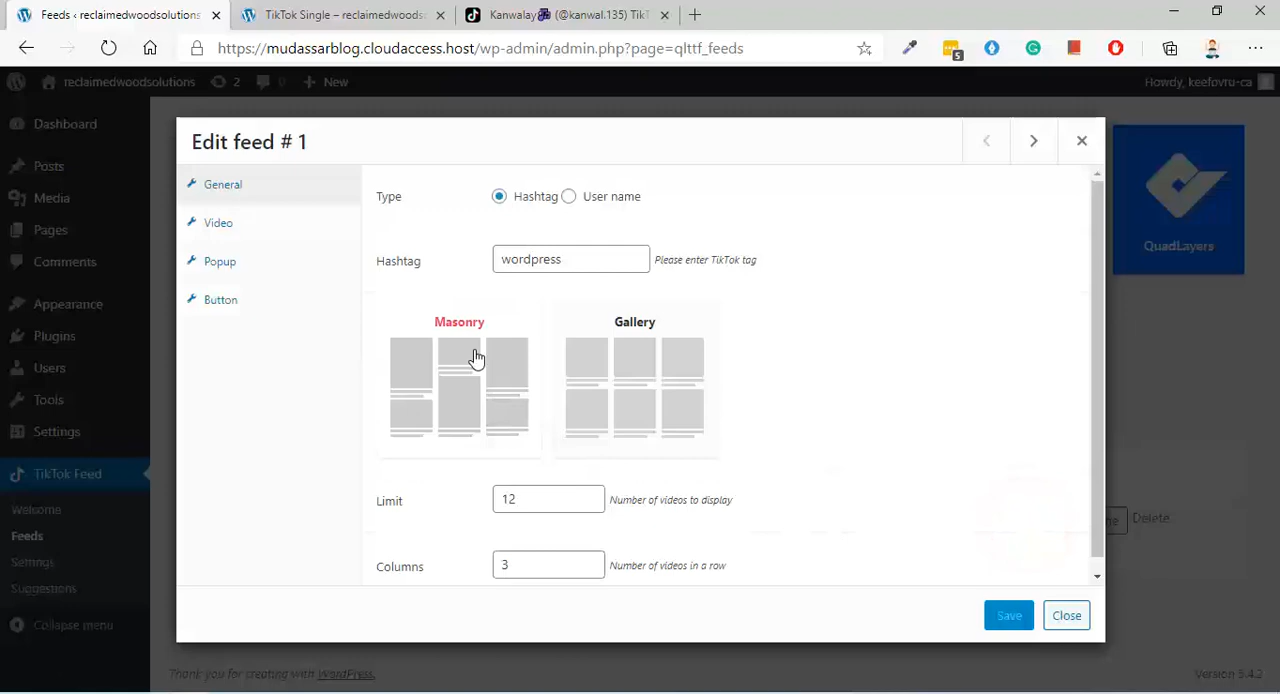 Feeds ‹ reclaimedwoodsolutions
TikTok Single – reclaimedwoods
Kanwalay (@kanwal.135) TikT
https://mudassarblog.cloudaccess.host/wp-admin/admin.php?page=qlttf_feeds
5
reclaimedwoodsolutions
2
0
New
Howdy, keefovru-ca
Dashboard
Posts
Media
Pages
Comments
Appearance
Plugins
Users
Tools
Settings
TikTok Feed
Welcome
Feeds
Settings
Suggestions
Collapse menu
Edit feed # 1
General
Video
Popup
Button
Type
Hashtag
User name
Hashtag
wordpress
Please enter TikTok tag
Masonry
Gallery
Limit
12
Number of videos to display
Columns
3
Number of videos in a row
Save
Close
QuadLayers
Delete
Thank you for creating with WordPress.
Version 5.4.2